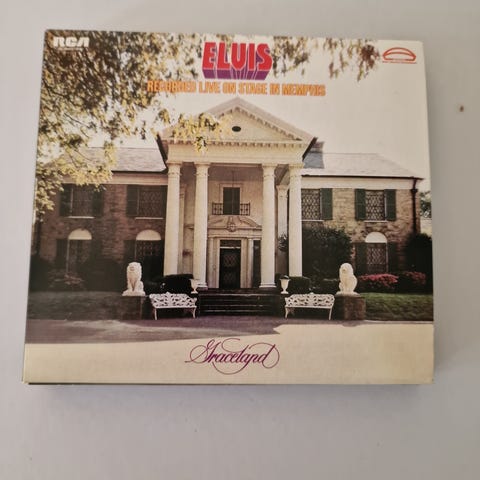 RCA
ELVIS
RECORDED LIVE ON STAGE IN MEMPHIS
Graceland